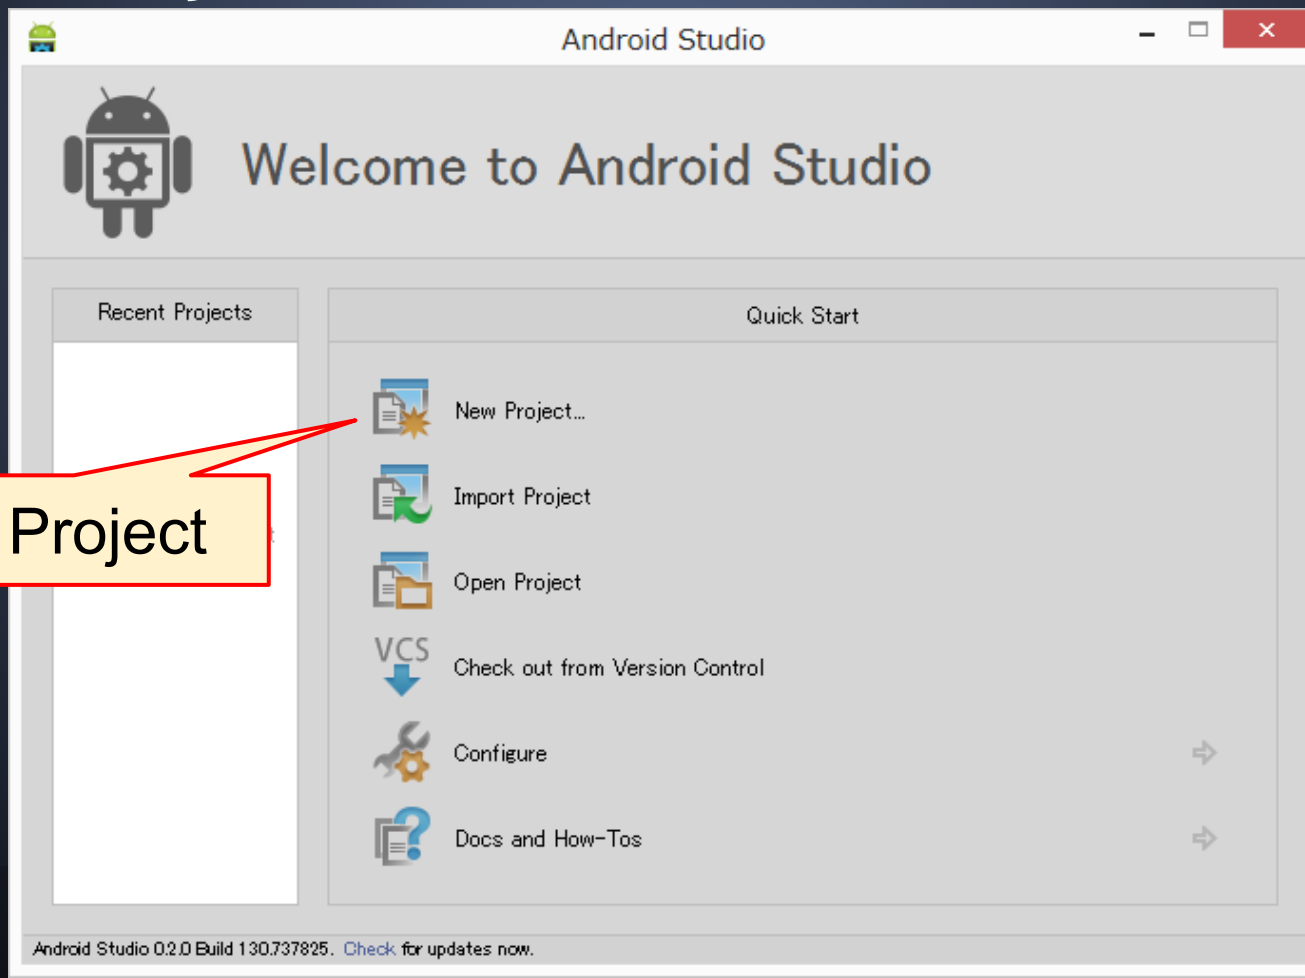 Android Studio
Welcome to Android Studio
Recent Projects
Quick Start
New Project...
Import Project
Project
Open Project
VCS
Check out from Version Control
Configure
Docs and How-Tos
Android Studio 0.2.0 Build 130.737825. Check for updates now.